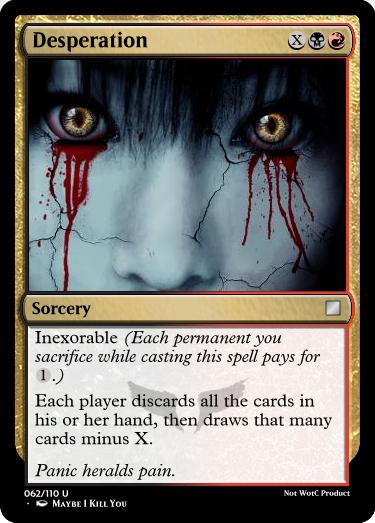 Desperation X
Sorcery
Inexorable (Each permanent you
sacrifice while casting this spell pays for
1.)
Each player discards all the cards in
his or her hand, then draws that many
cards minus X.
Panic heralds pain.
062/110 U
Not WotC Product
· MAYBE I KILL YOU